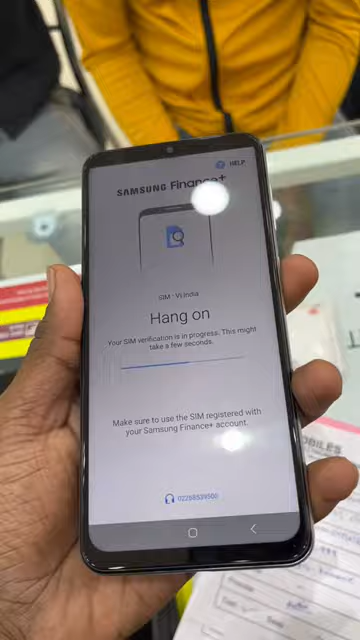 HELP
SAMSUNG Finance+
SIM - Vi India
Hang on
Your SIM verification is in progress. This might
take a few seconds.
Make sure to use the SIM registered with
your Samsung Finance+ account.
02268539500
MOBILES